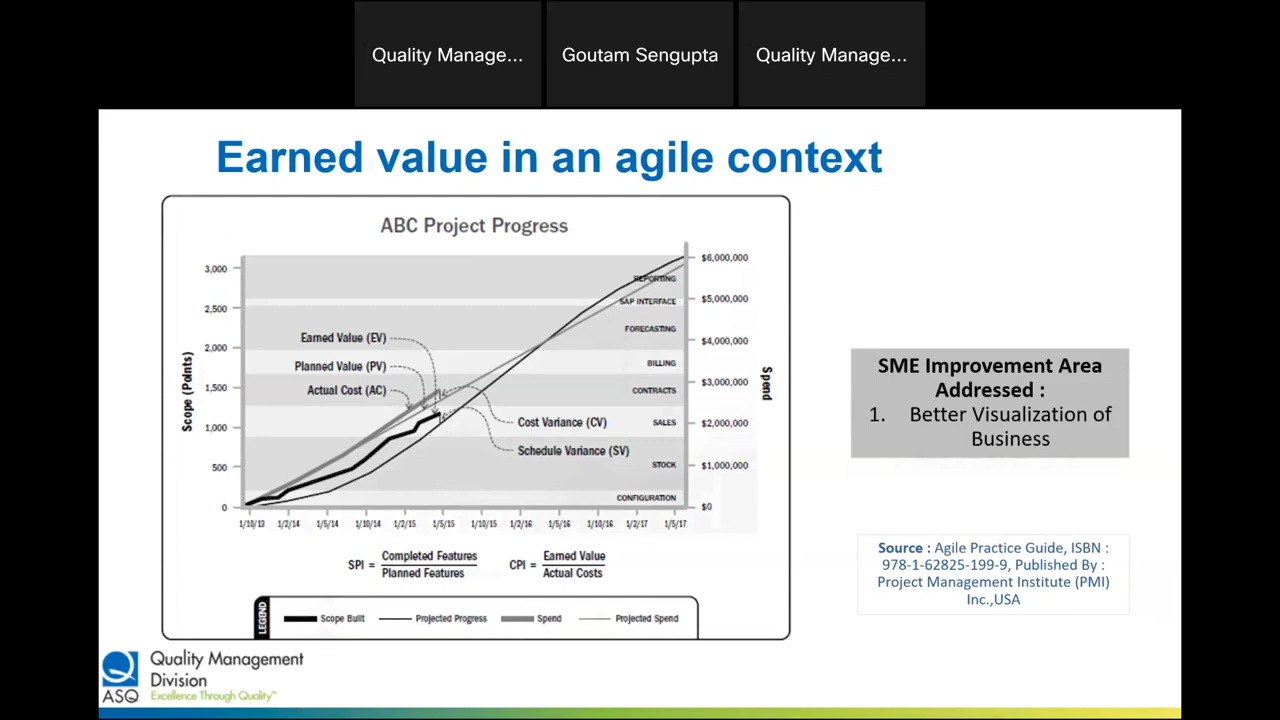 Quality Manage...
Goutam Sengupta
Quality Manage...
Earned value in an agile context
ABC Project Progress
3,000
2,500
2,000
1,500
1,000
500
0
Scope (Points)
$6,000,000
$5,000,000
$4,000,000
$3,000,000
$2,000,000
$1,000,000
$0
Spend
REPORTING
SAP INTERFACE
FORECASTING
BILLING
CONTRACTS
SALES
STOCK
CONFIGURATION
Earned Value (EV)
Planned Value (PV)
Actual Cost (AC)
Cost Variance (CV)
Schedule Variance (SV)
1/10/13 1/2/14 1/5/14 1/10/14 1/2/15 1/5/15 1/10/15 1/2/16 1/5/16 1/10/16 1/2/17 1/5/17
SPI = Completed Features / Planned Features
CPI = Earned Value / Actual Costs
LEGEND
Scope Built
Projected Progress
Spend
Projected Spend
SME Improvement Area
Addressed :
1. Better Visualization of
Business
Source : Agile Practice Guide, ISBN :
978-1-62825-199-9, Published By :
Project Management Institute (PMI)
Inc.,USA
ASQ
Quality Management
Division
Excellence Through Quality™